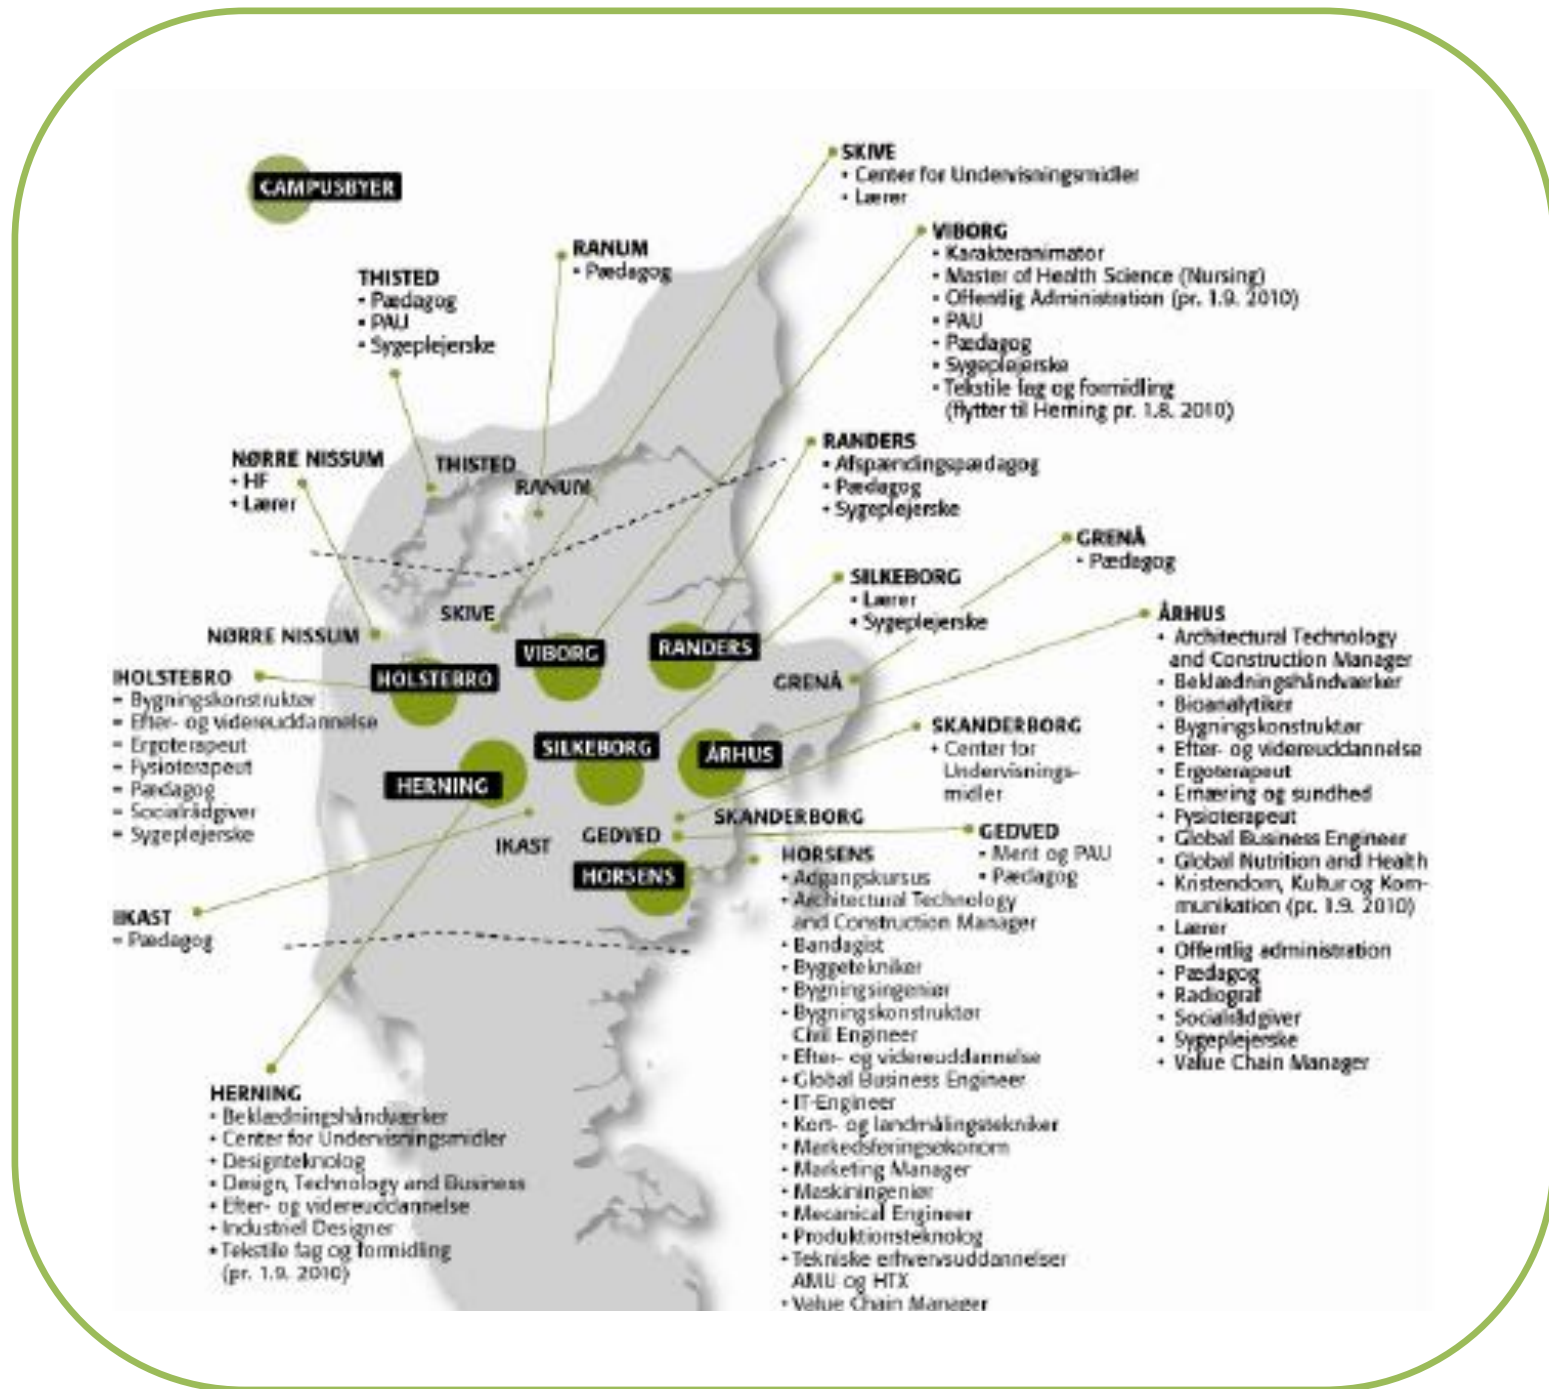 CAMPUSBYER
SKIVE
• Center for Undervisningsmidler
• Lærer
VIBORG
• Karakteranimator
• Master of Health Science (Nursing)
• Offentlig Administration (pr. 1.9. 2010)
• PAU
• Pædagog
• Sygeplejerske
• Tekstile fag og formidling
(flytter til Herning pr. 1.8. 2010)
RANUM
• Pædagog
THISTED
• Pædagog
• PAU
• Sygeplejerske
RANDERS
• Afspændingspædagog
• Pædagog
• Sygeplejerske
NØRRE NISSUM
• HF
• Lærer
THISTED
RANUM
GRENÅ
• Pædagog
SILKEBORG
• Lærer
• Sygeplejerske
ÅRHUS
• Architectural Technology
and Construction Manager
• Beklædningshåndværker
• Bioanalytiker
• Bygningskonstruktør
• Efter- og videreuddannelse
• Ergoterapeut
• Ernæring og sundhed
• Fysioterapeut
• Global Business Engineer
• Global Nutrition and Health
• Kristendom, Kultur og Kom-
munikation (pr. 1.9. 2010)
• Lærer
• Offentlig administration
• Pædagog
• Radiograf
• Socialrådgiver
• Sygeplejerske
• Value Chain Manager
SKIVE
NØRRE NISSUM
VIBORG
RANDERS
HOLSTEBRO
GRENÅ
HOLSTEBRO
– Bygningskonstruktør
– Efter- og videreuddannelse
– Ergoterapeut
– Fysioterapeut
– Pædagog
– Socialrådgiver
– Sygeplejerske
SILKEBORG
ÅRHUS
HERNING
SKANDERBORG
• Center for
Undervisnings-
midler
SKANDERBORG
GEDVED
IKAST
HORSENS
GEDVED
• Merit og PAU
• Pædagog
HORSENS
• Adgangskursus
• Architectural Technology
and Construction Manager
• Bandagist
• Byggetekniker
• Bygningsingeniør
• Bygningskonstruktør
Civil Engineer
• Efter- og videreuddannelse
• Global Business Engineer
• IT-Engineer
• Kort- og landmålingstekniker
• Markedsføringsøkonom
• Marketing Manager
• Maskiningeniør
• Mecanical Engineer
• Produktionsteknolog
• Tekniske erhvervsuddannelser
AMU og HTX
• Value Chain Manager
IKAST
– Pædagog
HERNING
• Beklædningshåndværker
• Center for Undervisningsmidler
• Designteknolog
• Design, Technology and Business
• Efter- og videreuddannelse
• Industriel Designer
• Tekstile fag og formidling
(pr. 1.9. 2010)